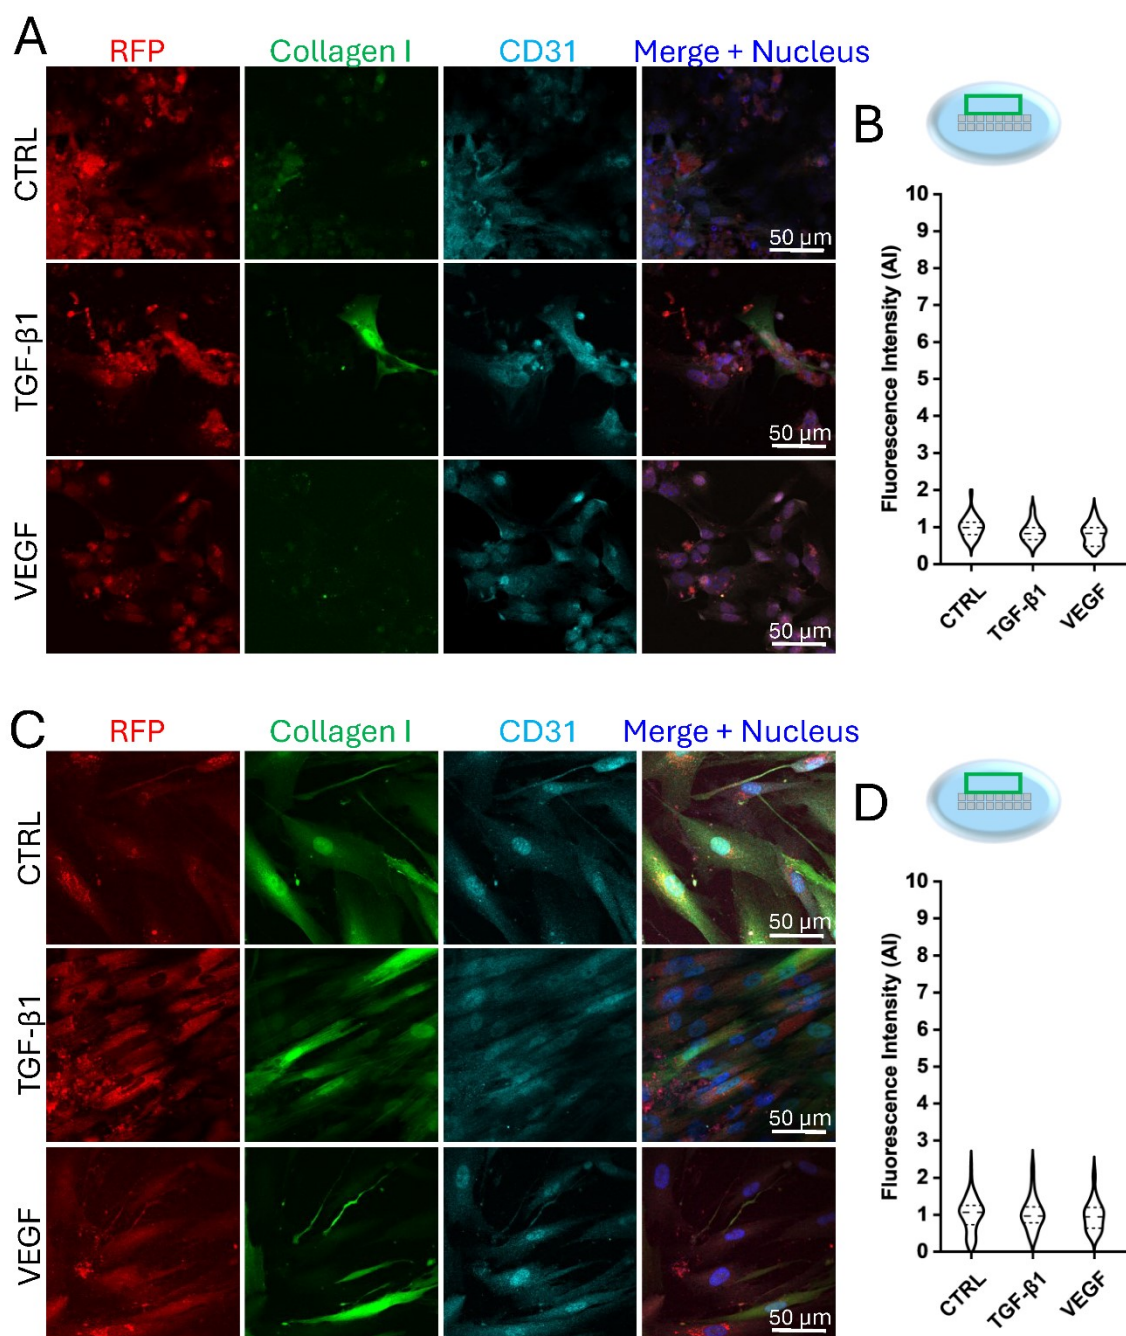 A
RFP Collagen I CD31 Merge + Nucleus
CTRL
50 µm
TGF-β1
50 µm
VEGF
50 µm
B
Fluorescence Intensity (AI)
10
9
8
7
6
5
4
3
2
1
0
CTRL TGF-β1 VEGF
C
RFP Collagen I CD31 Merge + Nucleus
CTRL
50 µm
TGF-β1
50 µm
VEGF
50 µm
D
Fluorescence Intensity (AI)
10
9
8
7
6
5
4
3
2
1
0
CTRL TGF-β1 VEGF